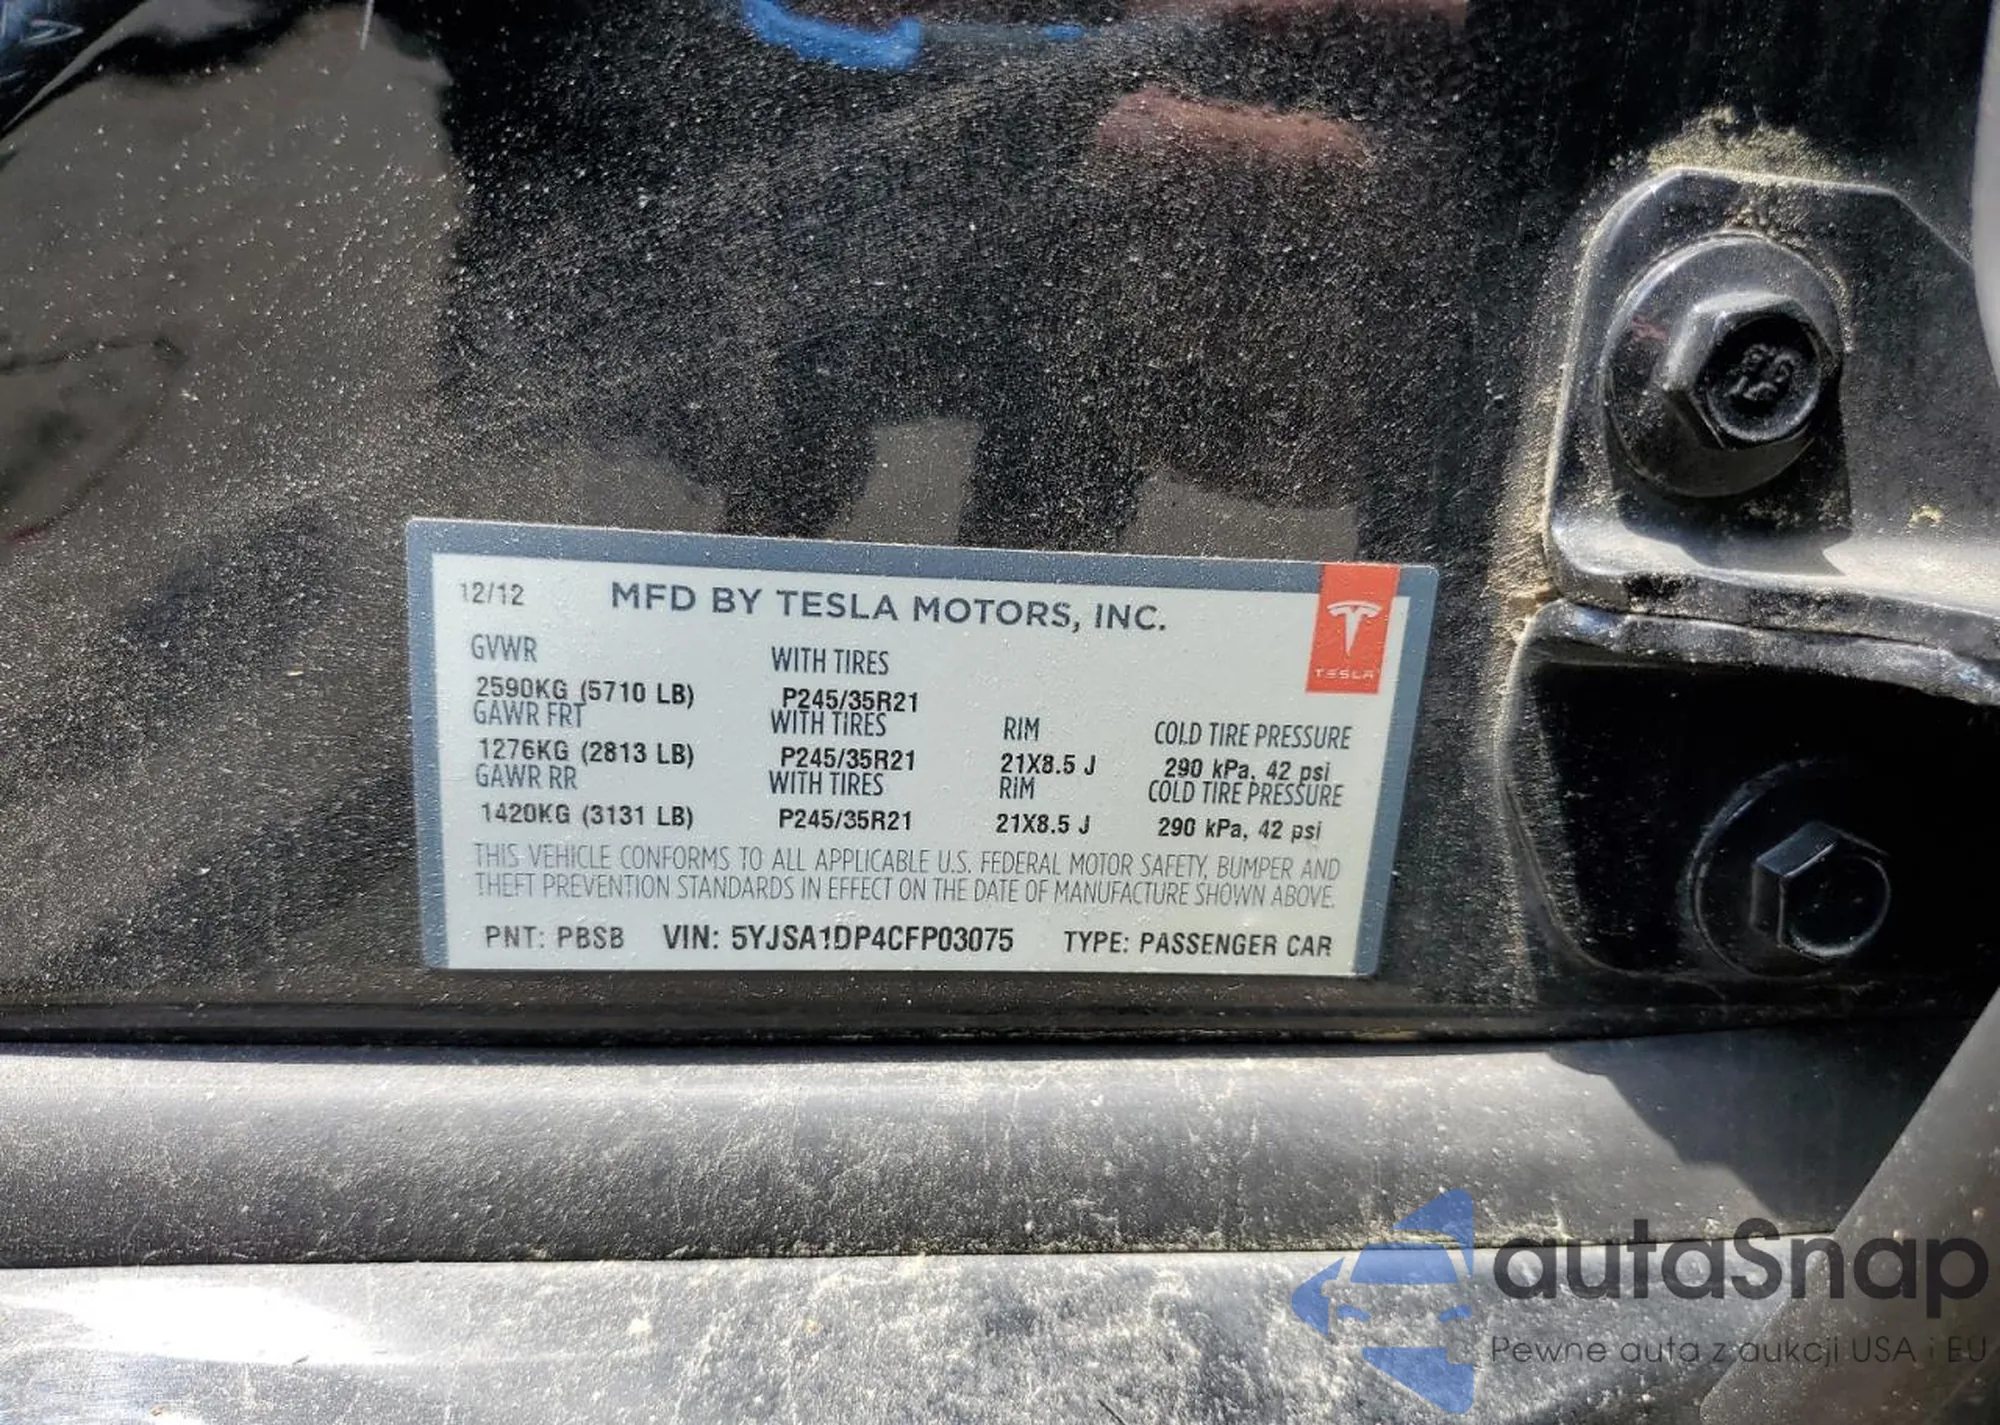 12/12 MFD BY TESLA MOTORS, INC.
TESLA
GVWR WITH TIRES
2590KG (5710 LB) P245/35R21
GAWR FRT WITH TIRES RIM COLD TIRE PRESSURE
1276KG (2813 LB) P245/35R21 21X8.5 J 290 kPa, 42 psi
GAWR RR WITH TIRES RIM COLD TIRE PRESSURE
1420KG (3131 LB) P245/35R21 21X8.5 J 290 kPa, 42 psi
THIS VEHICLE CONFORMS TO ALL APPLICABLE U.S. FEDERAL MOTOR SAFETY, BUMPER AND
THEFT PREVENTION STANDARDS IN EFFECT ON THE DATE OF MANUFACTURE SHOWN ABOVE.
PNT: PBSB VIN: 5YJSA1DP4CFP03075 TYPE: PASSENGER CAR
autaSnap
Pewne auta z aukcji USA i EU